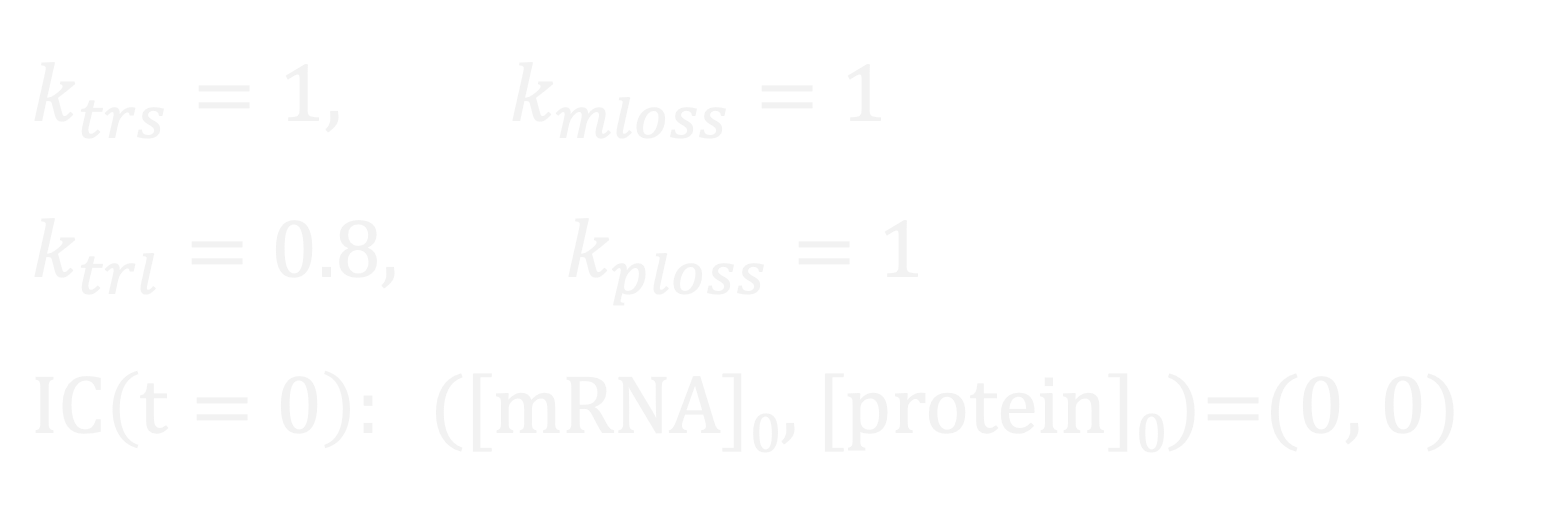 k_trs = 1, k_mloss = 1
k_trl = 0.8, k_ploss = 1
IC(t = 0): ([mRNA]_0, [protein]_0)=(0, 0)